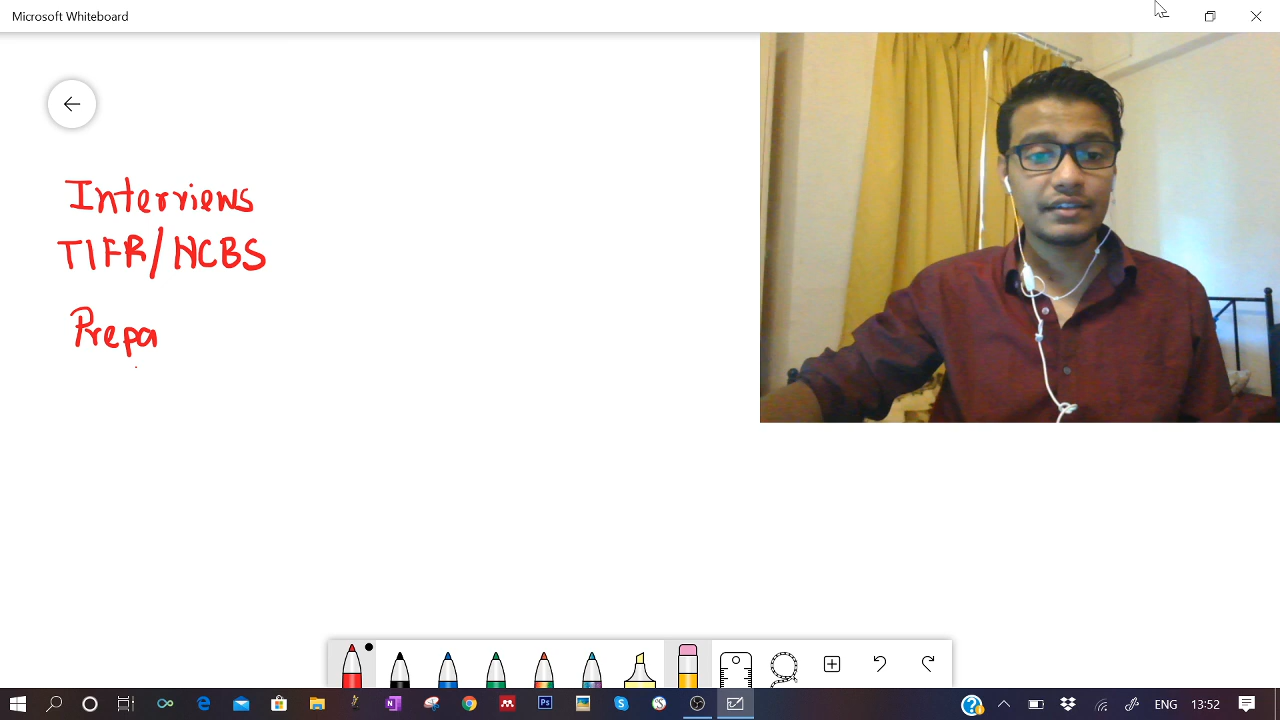 Microsoft Whiteboard
Interviews
TIFR/NCBS
Prepa
ENG
13:52